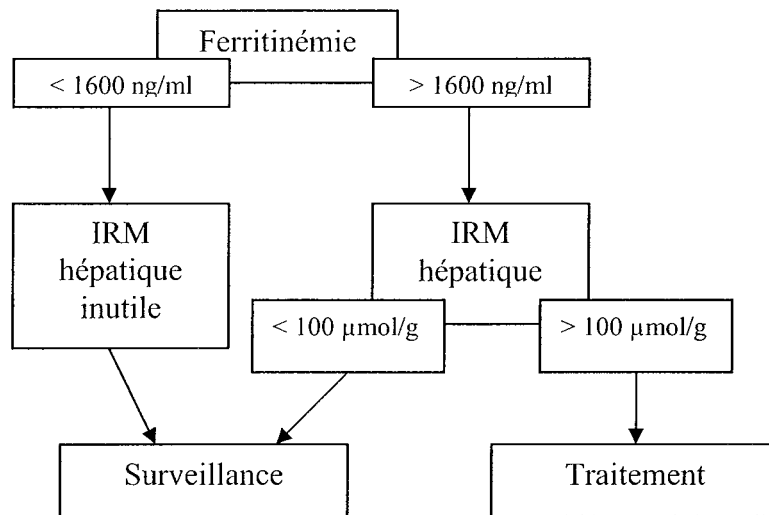 Ferritinémie
< 1600 ng/ml
> 1600 ng/ml
IRM
hépatique
inutile
IRM
hépatique
< 100 µmol/g
> 100 µmol/g
Surveillance
Traitement